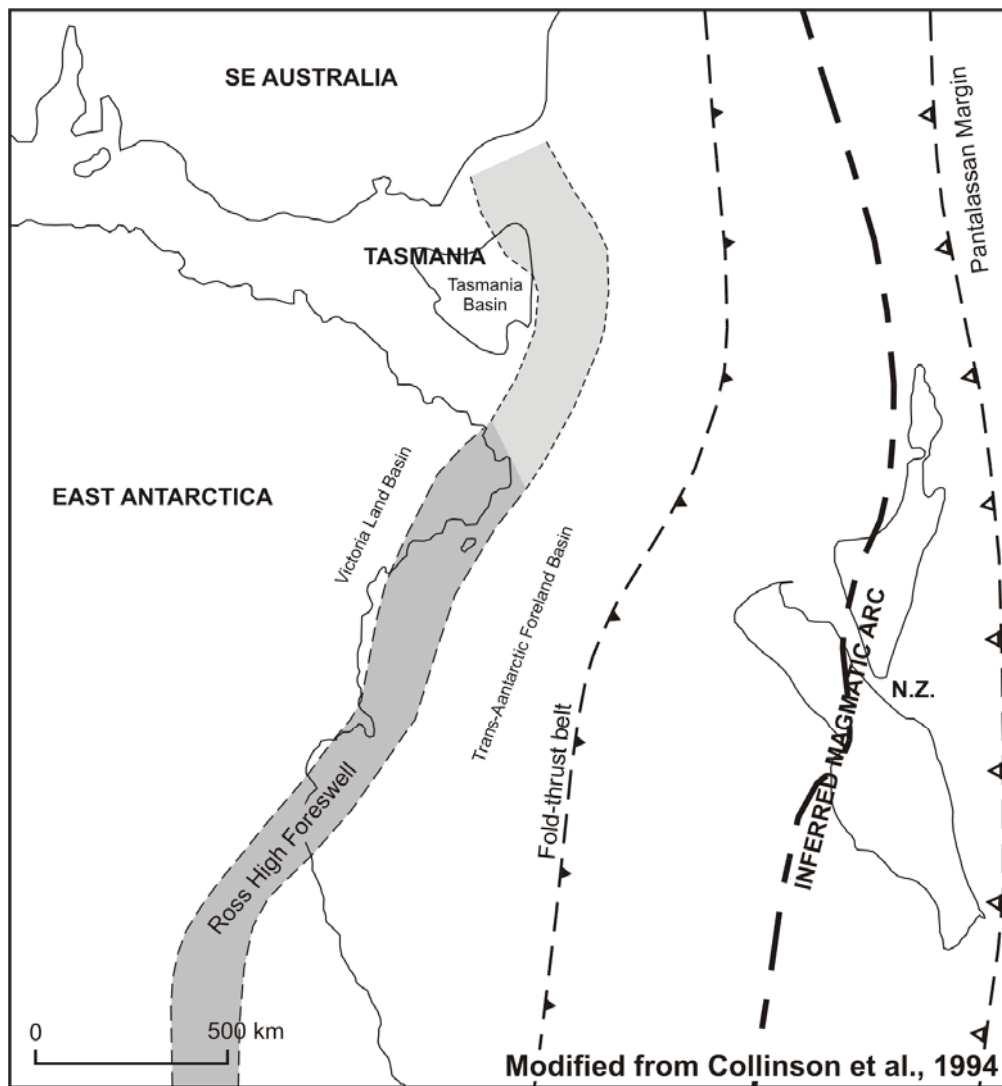 SE AUSTRALIA
Pantalassan Margin
TASMANIA
Tasmania
Basin
EAST ANTARCTICA
Victoria Land Basin
Trans-Aantarctic Foreland Basin
Fold-thrust belt
INFERRED MAGMATIC ARC
N.Z.
Ross High Foreswell
0
500 km
Modified from Collinson et al., 1994